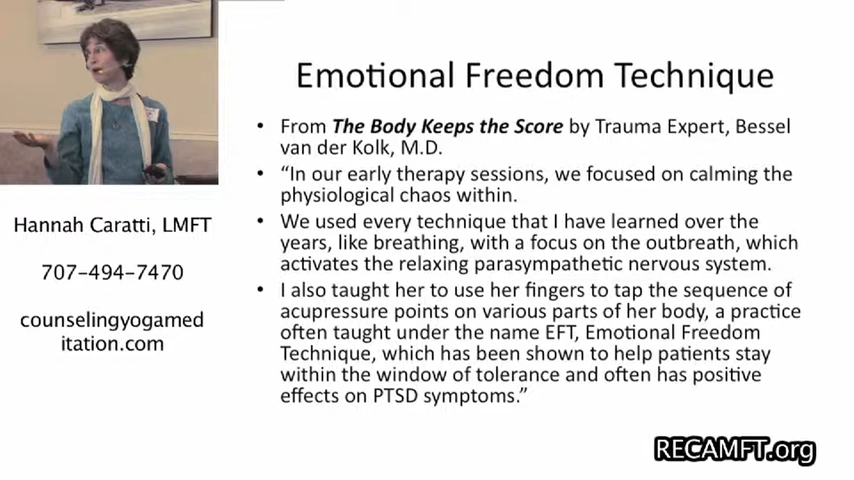 Emotional Freedom Technique
• From The Body Keeps the Score by Trauma Expert, Bessel
van der Kolk, M.D.
• “In our early therapy sessions, we focused on calming the
physiological chaos within.
• We used every technique that I have learned over the
years, like breathing, with a focus on the outbreath, which
activates the relaxing parasympathetic nervous system.
• I also taught her to use her fingers to tap the sequence of
acupressure points on various parts of her body, a practice
often taught under the name EFT, Emotional Freedom
Technique, which has been shown to help patients stay
within the window of tolerance and often has positive
effects on PTSD symptoms.”
Hannah Caratti, LMFT
707-494-7470
counselingyogamed
itation.com
RECAMFT.org